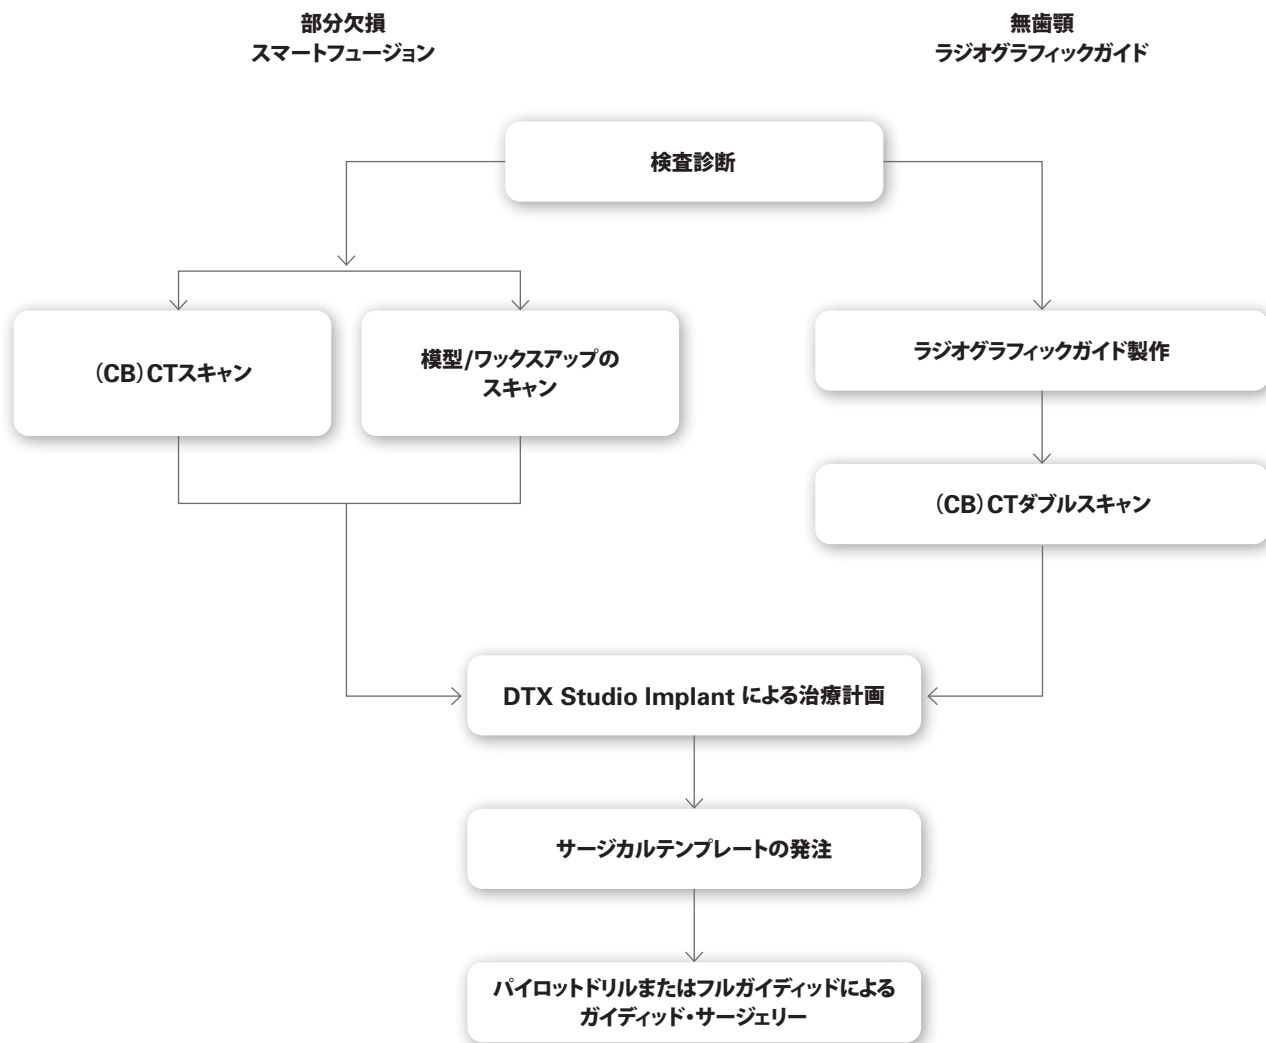 部分欠損
スマートフュージョン
無歯顎
ラジオグラフィックガイド
検査診断
（CB）CTスキャン
模型/ワックスアップの
スキャン
ラジオグラフィックガイド製作
（CB）CTダブルスキャン
DTX Studio Implant による治療計画
サージカルテンプレートの発注
パイロットドリルまたはフルガイディッドによる
ガイディッド・サージェリー